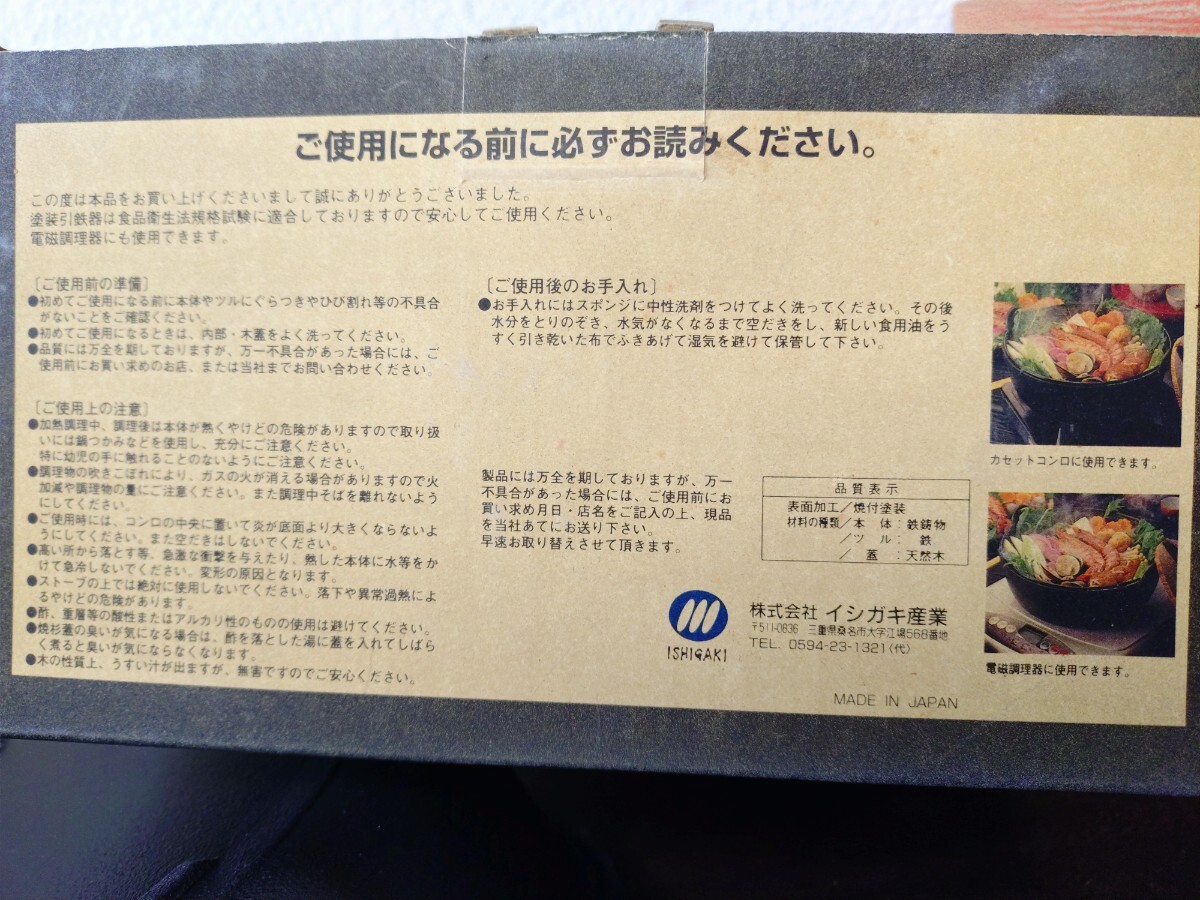 ご使用になる前に必ずお読みください。
この度は本品をお買い上げくださいまして誠にありがとうございました。
塗装引鉄器は食品衛生法規格試験に適合しておりますので安心してご使用ください。
電磁調理器にも使用できます。
〔ご使用前の準備〕
●初めてご使用になる前に本体やツルにぐらつきやひび割れ等の不具合
がないことをご確認ください。
●初めてご使用になるときは、内部・木蓋をよく洗ってください。
●品質には万全を期しておりますが、万一不具合があった場合には、ご
使用前にお買い求めのお店、または当社までお問い合わせください。
〔ご使用上の注意〕
●加熱調理中、調理後は本体が熱くやけどの危険がありますので取り扱
いには鍋つかみなどを使用し、充分にご注意ください。
特に幼児の手に触れることのないようにご注意ください。
●調理物の吹きこぼれにより、ガスの火が消える場合がありますので火
加減や調理物の量にご注意ください。また調理中そばを離れないよう
にしてください。
●ご使用時には、コンロの中央に置いて炎が底面より大きくならないよ
うにしてください。また空だきはしないでください。
●高い所から落とす等、急激な衝撃を与えたり、熱した本体に水等をか
けて急冷しないでください。変形の原因となります。
●ストーブの上では絶対に使用しないでください。落下や異常過熱によ
るやけどの危険があります。
●酢、重層等の酸性またはアルカリ性のものの使用は避けてください。
●焼杉蓋の臭いが気になる場合は、酢を落とした湯に蓋を入れてしばら
く煮ると臭いが気にならなくなります。
●木の性質上、うすい汁が出ますが、無害ですのでご安心ください。
〔ご使用後のお手入れ〕
●お手入れにはスポンジに中性洗剤をつけてよく洗ってください。その後
水分をとりのぞき、水気がなくなるまで空だきをし、新しい食用油をう
すく引き乾いた布でふきあげて湿気を避けて保管して下さい。
製品には万全を期しておりますが、万一
不具合があった場合には、ご使用前にお
買い求め月日・店名をご記入の上、現品
を当社あてにお送り下さい。
早速お取り替えさせて頂きます。
品質表示
表面加工／焼付塗装
材料の種類／本 体：鉄鋳物
／ツ ル： 鉄
／ 蓋 ：天然木
ISHIGAKI
株式会社 イシガキ産業
〒511-0836 三重県桑名市大字江場568番地
TEL. 0594-23-1321(代)
MADE IN JAPAN
カセットコンロに使用できます。
電磁調理器に使用できます。